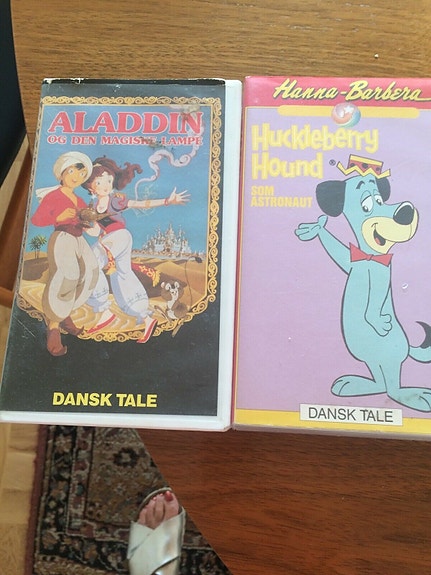 ALADDIN
OG DEN MAGISKE LAMPE
DANSK TALE
Hanna-Barbera
Huckleberry
Hound®
SOM
ASTRONAUT
DANSK TALE